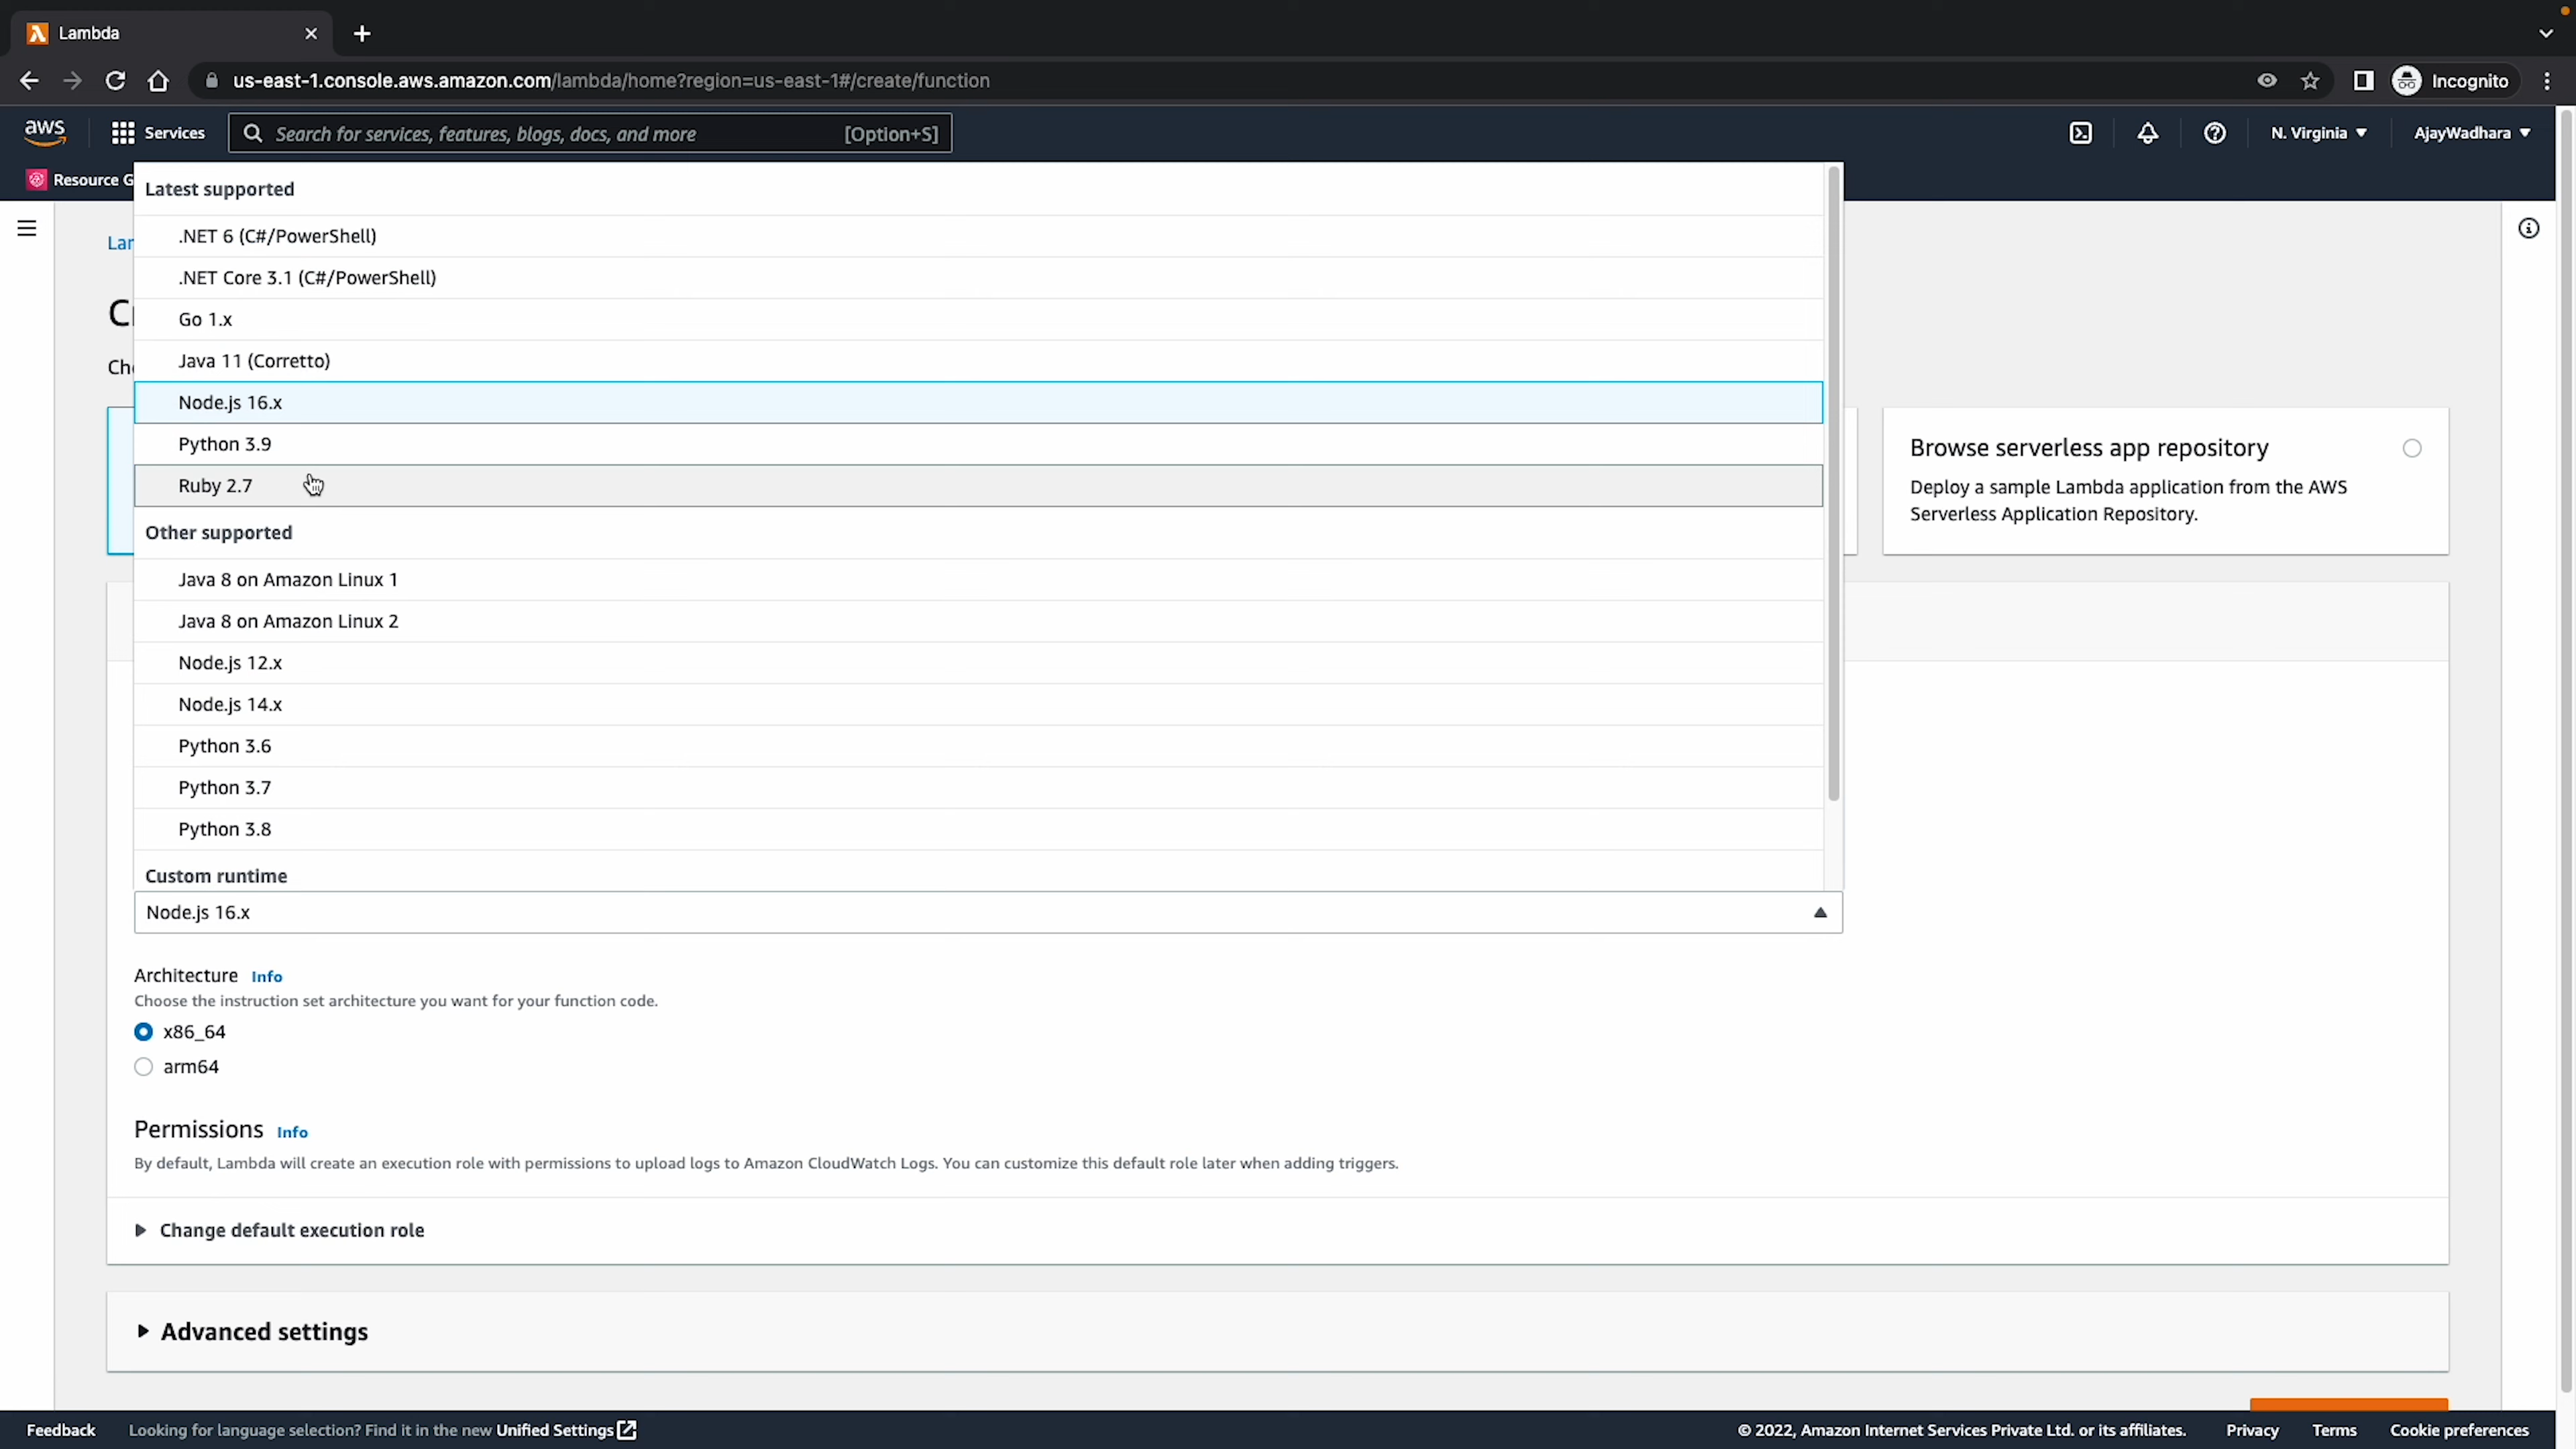 Lambda
us-east-1.console.aws.amazon.com/lambda/home?region=us-east-1#/create/function
Incognito
aws
Services
Search for services, features, blogs, docs, and more
[Option+S]
N. Virginia
AjayWadhara
Resource G
Latest supported
.NET 6 (C#/PowerShell)
.NET Core 3.1 (C#/PowerShell)
Go 1.x
Java 11 (Corretto)
Node.js 16.x
Python 3.9
Ruby 2.7
Other supported
Java 8 on Amazon Linux 1
Java 8 on Amazon Linux 2
Node.js 12.x
Node.js 14.x
Python 3.6
Python 3.7
Python 3.8
Custom runtime
Node.js 16.x
Lar
Cr
Cho
Browse serverless app repository
Deploy a sample Lambda application from the AWS
Serverless Application Repository.
Architecture Info
Choose the instruction set architecture you want for your function code.
x86_64
arm64
Permissions Info
By default, Lambda will create an execution role with permissions to upload logs to Amazon CloudWatch Logs. You can customize this default role later when adding triggers.
Change default execution role
Advanced settings
Feedback
Looking for language selection? Find it in the new Unified Settings
© 2022, Amazon Internet Services Private Ltd. or its affiliates.
Privacy
Terms
Cookie preferences